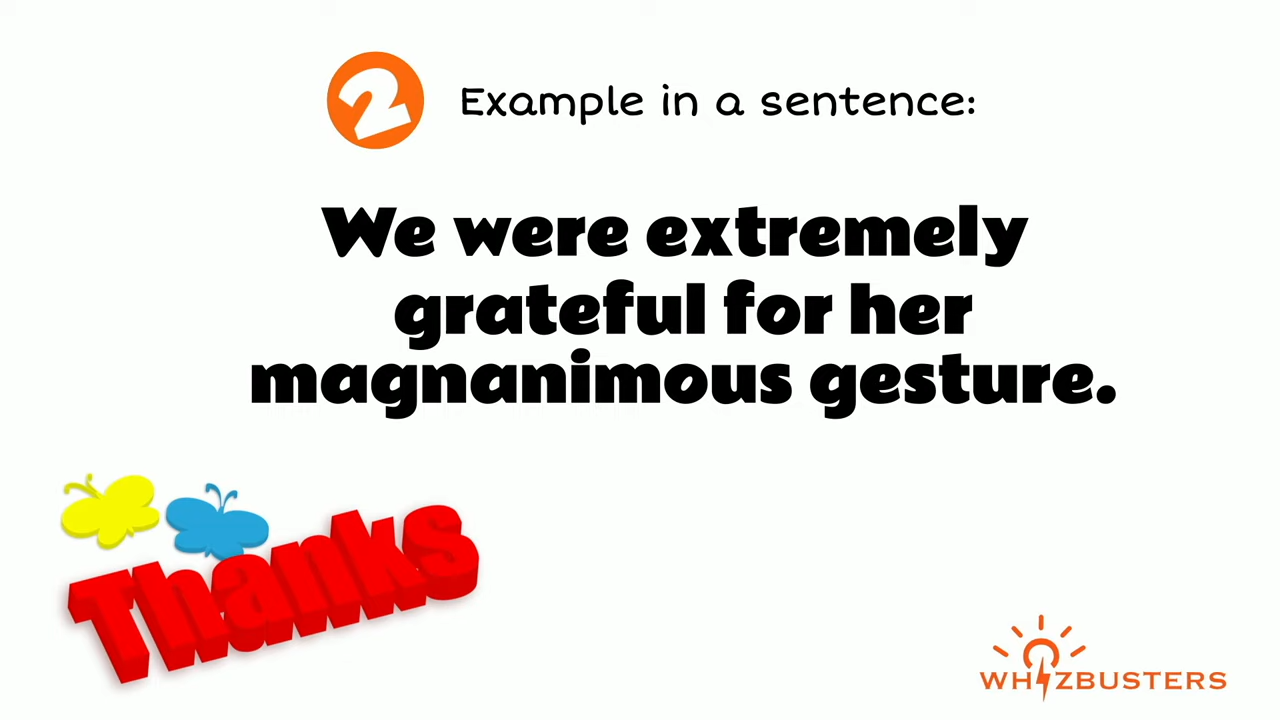 2 Example in a sentence:
We were extremely
grateful for her
magnanimous gesture.
Thanks
WHIZBUSTERS